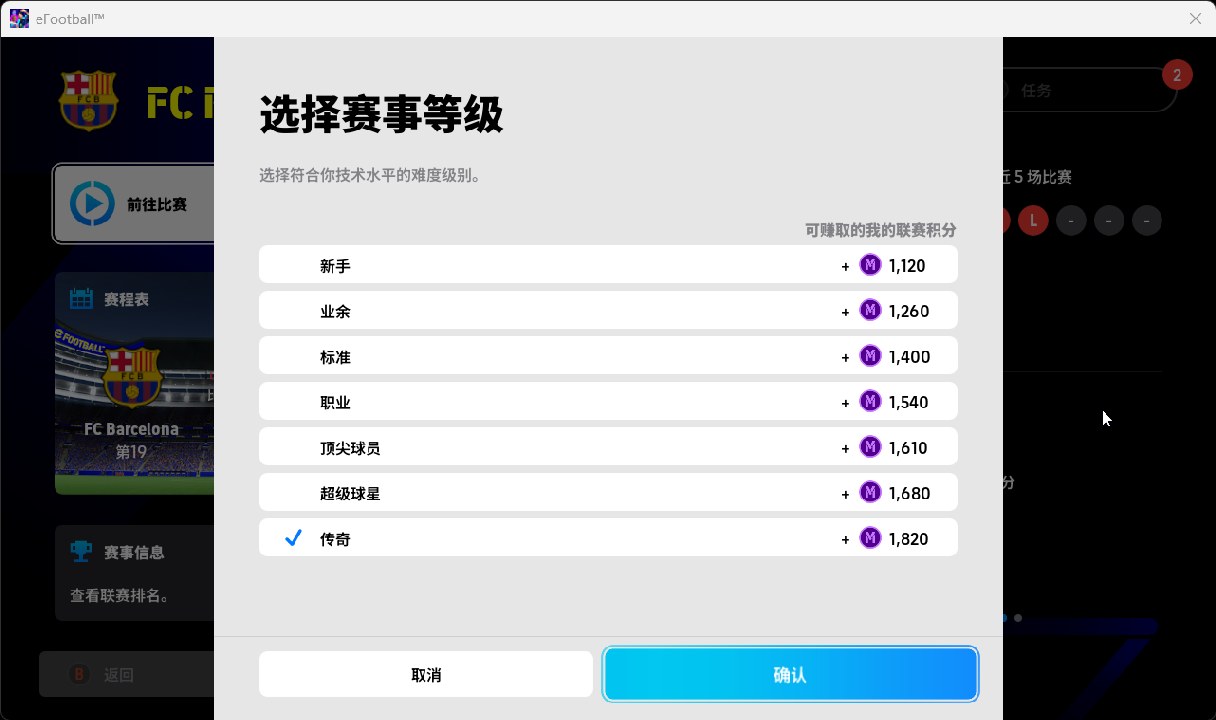 eFootball™
FC
2
任务
选择赛事等级
选择符合你技术水平的难度级别。
近 5 场比赛
L - - -
前往比赛
可赚取的我的联赛积分
新手 + M 1,120
业余 + M 1,260
标准 + M 1,400
职业 + M 1,540
顶尖球员 + M 1,610
超级球星 + M 1,680
传奇 + M 1,820
赛程表
eFOOTBALL™
FCB
FC Barcelona
第19
分
赛事信息
查看联赛排名。
B 返回
取消
确认